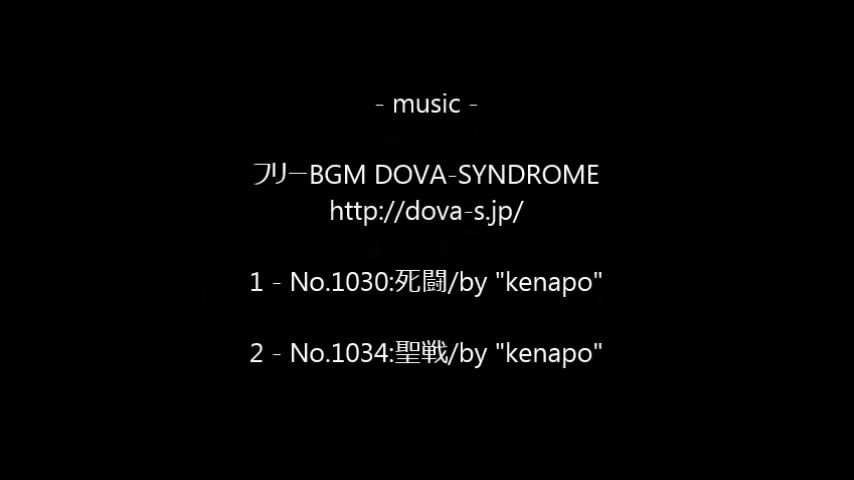 - music -
フリーBGM DOVA-SYNDROME
http://dova-s.jp/
1 - No.1030:死闘/by "kenapo"
2 - No.1034:聖戦/by "kenapo"